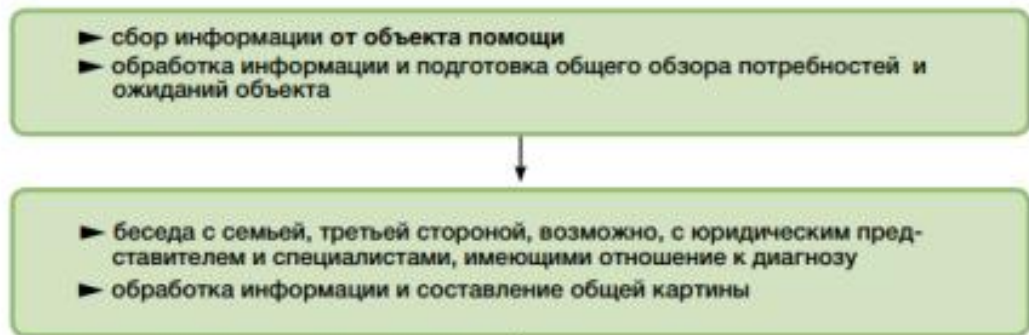 ► сбор информации от объекта помощи
► обработка информации и подготовка общего обзора потребностей и
ожиданий объекта
► беседа с семьей, третьей стороной, возможно, с юридическим пред-
ставителем и специалистами, имеющими отношение к диагнозу
► обработка информации и составление общей картины